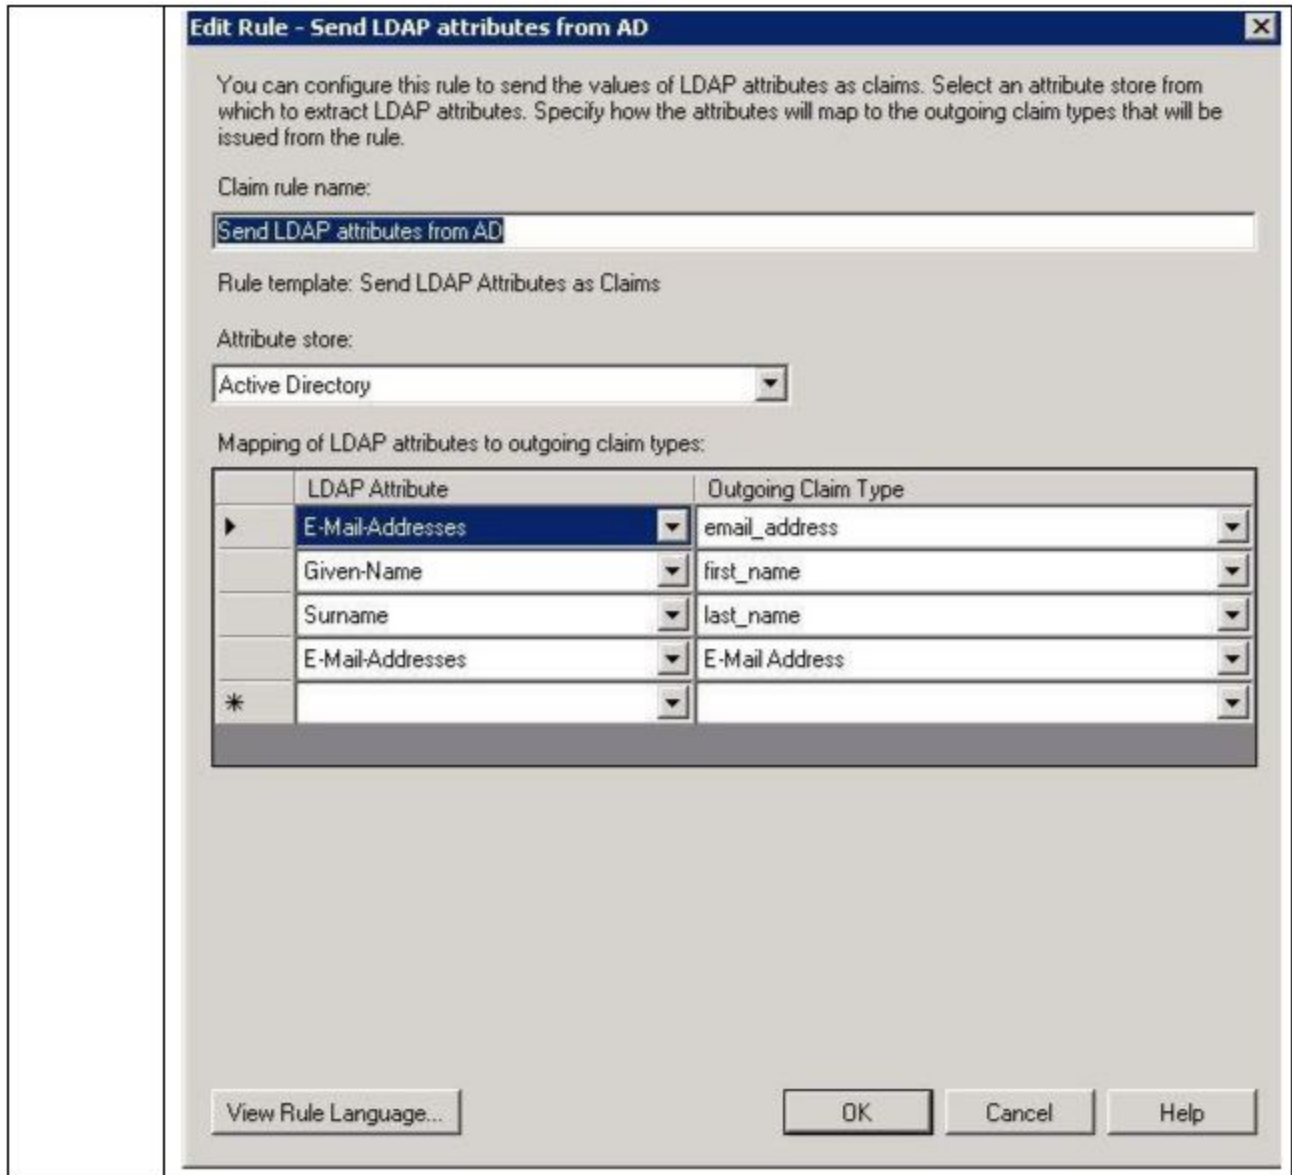 Edit Rule - Send LDAP attributes from AD
You can configure this rule to send the values of LDAP attributes as claims. Select an attribute store from
which to extract LDAP attributes. Specify how the attributes will map to the outgoing claim types that will be
issued from the rule.
Claim rule name:
Send LDAP attributes from AD
Rule template: Send LDAP Attributes as Claims
Attribute store:
Active Directory
Mapping of LDAP attributes to outgoing claim types:
LDAP Attribute Outgoing Claim Type
E-Mail-Addresses email_address
Given-Name first_name
Surname last_name
E-Mail-Addresses E-Mail Address
View Rule Language... OK Cancel Help